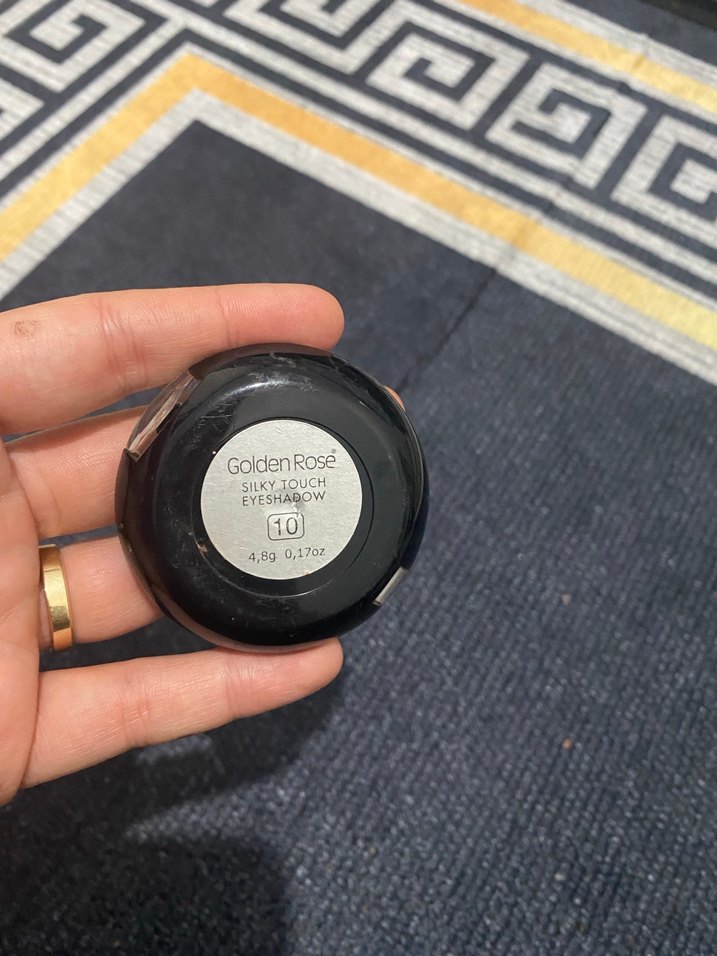 Golden Rose®
SILKY TOUCH
EYESHADOW
10
4,8g 0,17oz